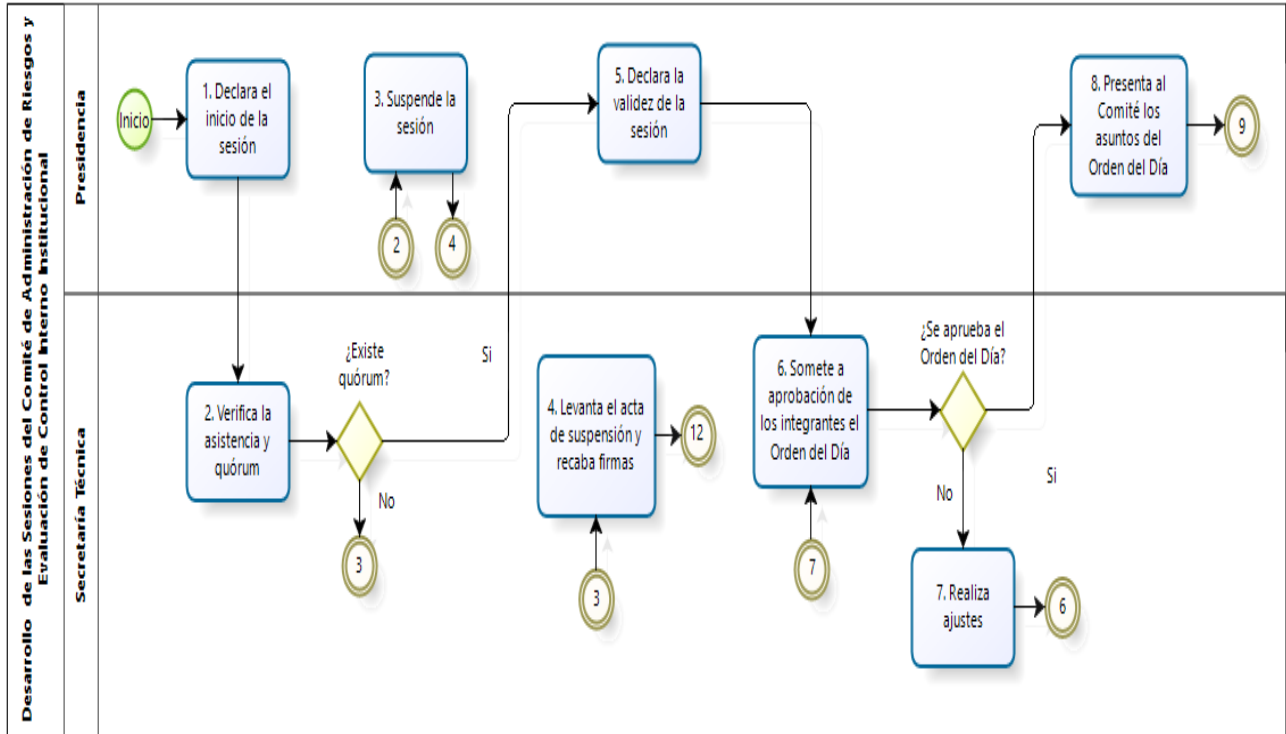 Desarrollo de las Sesiones del Comité de Administración de Riesgos y
Evaluación de Control Interno Institucional
Presidencia
Inicio
1. Declara el
inicio de la
sesión
3. Suspende la
sesión
2
4
5. Declara la
validez de la
sesión
8. Presenta al
Comité los
asuntos del
Orden del Día
9
Secretaría Técnica
2. Verifica la
asistencia y
quórum
¿Existe
quórum?
Si
No
3
4. Levanta el acta
de suspensión y
recaba firmas
12
3
6. Somete a
aprobación de
los integrantes el
Orden del Día
7
¿Se aprueba el
Orden del Día?
Si
No
7. Realiza
ajustes
6